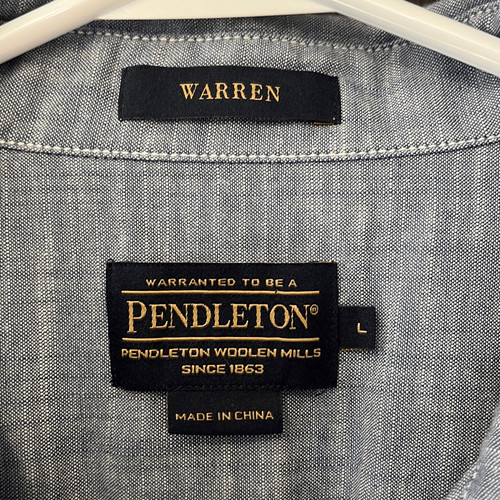 WARREN
WARRANTED TO BE A
PENDLETON®
PENDLETON WOOLEN MILLS
SINCE 1863
L
MADE IN CHINA